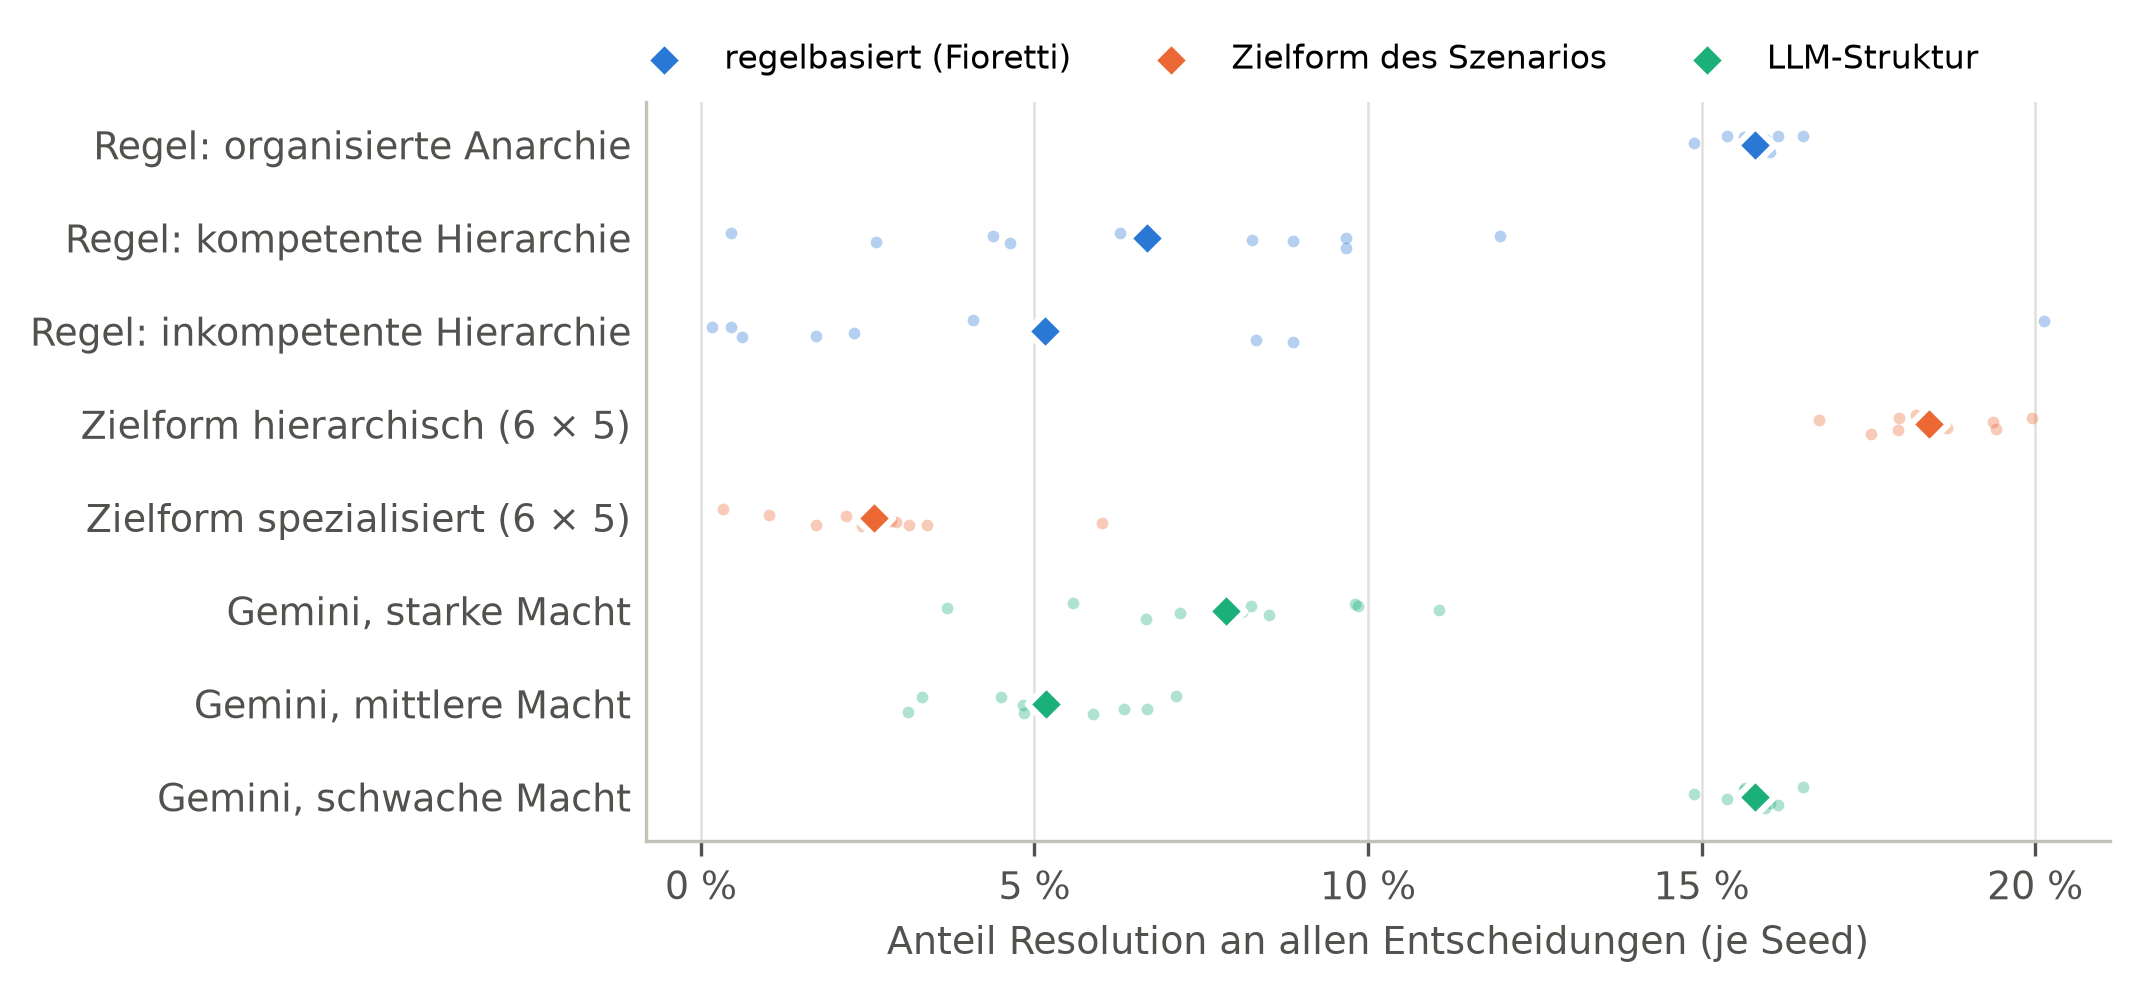 regelbasiert (Fioretti) Zielform des Szenarios LLM-Struktur
Regel: organisierte Anarchie
Regel: kompetente Hierarchie
Regel: inkompetente Hierarchie
Zielform hierarchisch (6 × 5)
Zielform spezialisiert (6 × 5)
Gemini, starke Macht
Gemini, mittlere Macht
Gemini, schwache Macht
0 % 5 % 10 % 15 % 20 %
Anteil Resolution an allen Entscheidungen (je Seed)